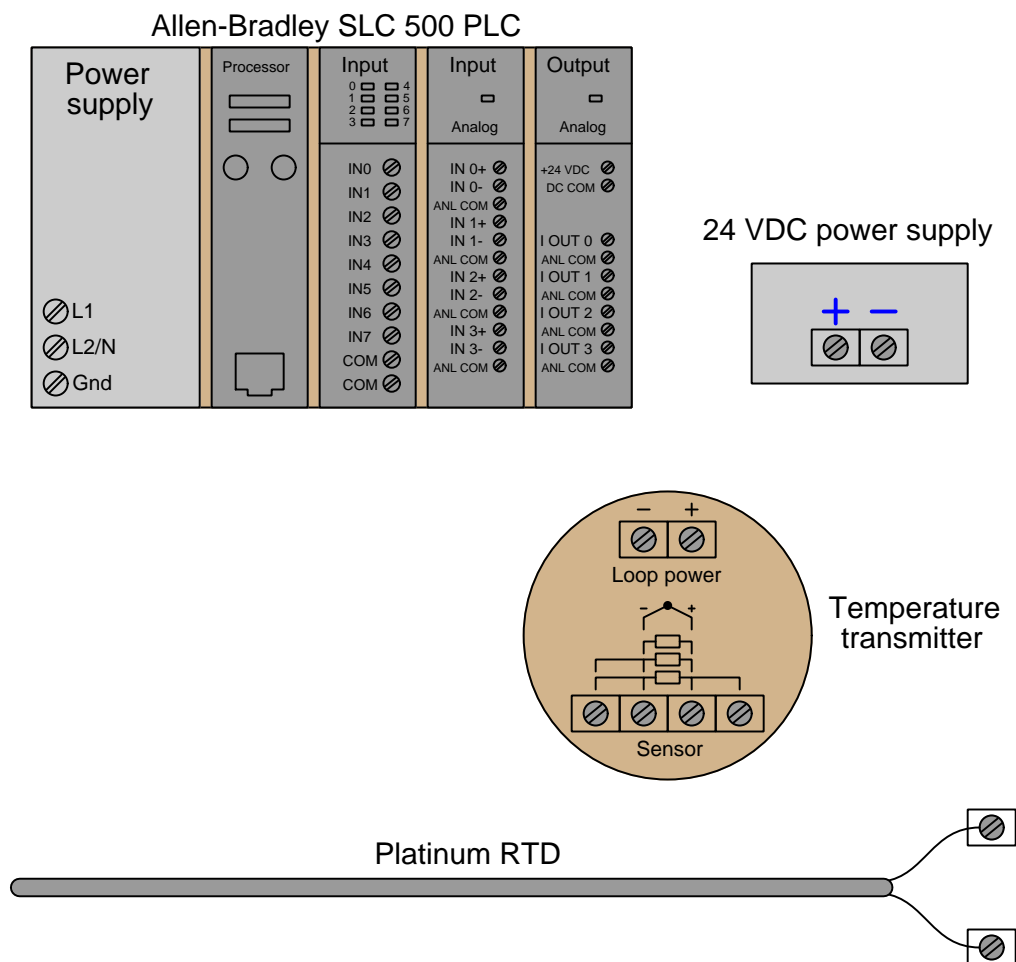 Allen-Bradley SLC 500 PLC
Power
supply
L1
L2/N
Gnd
Processor
Input
0 4
1 5
2 6
3 7
IN0
IN1
IN2
IN3
IN4
IN5
IN6
IN7
COM
COM
Input
Analog
IN 0+
IN 0-
ANL COM
IN 1+
IN 1-
ANL COM
IN 2+
IN 2-
ANL COM
IN 3+
IN 3-
ANL COM
Output
Analog
+24 VDC
DC COM
I OUT 0
ANL COM
I OUT 1
ANL COM
I OUT 2
ANL COM
I OUT 3
ANL COM
24 VDC power supply
+ −
− +
Loop power
- +
Sensor
Temperature
transmitter
Platinum RTD